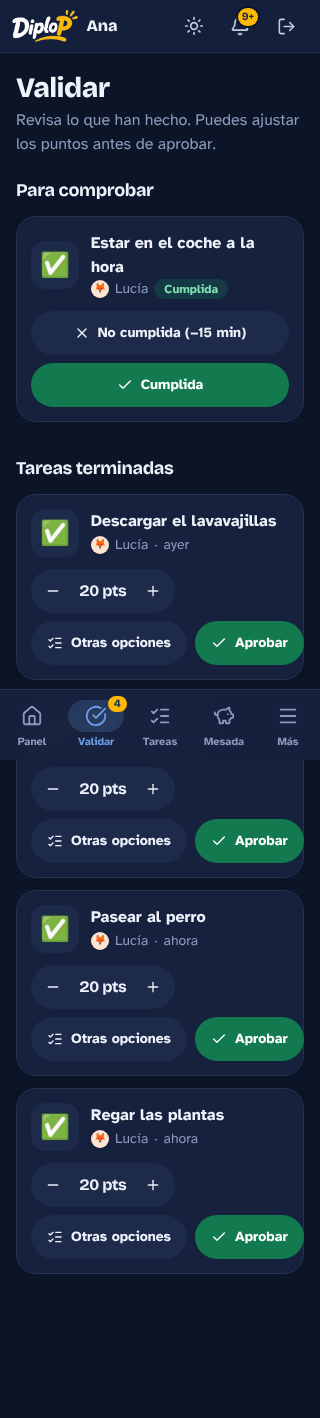 DiploP Ana 9+
Validar
Revisa lo que han hecho. Puedes ajustar
los puntos antes de aprobar.
Para comprobar
Estar en el coche a la
hora
Lucía Cumplida
No cumplida (−15 min)
Cumplida
Tareas terminadas
Descargar el lavavajillas
Lucía · ayer
− 20 pts +
Otras opciones Aprobar
4
Panel Validar Tareas Mesada Más
− 20 pts +
Otras opciones Aprobar
Pasear al perro
Lucía · ahora
− 20 pts +
Otras opciones Aprobar
Regar las plantas
Lucía · ahora
− 20 pts +
Otras opciones Aprobar